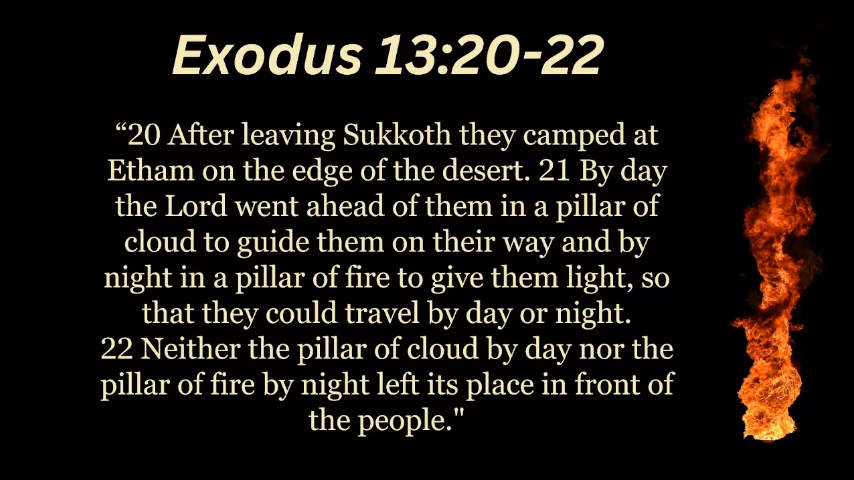 Exodus 13:20-22
“20 After leaving Sukkoth they camped at
Etham on the edge of the desert. 21 By day
the Lord went ahead of them in a pillar of
cloud to guide them on their way and by
night in a pillar of fire to give them light, so
that they could travel by day or night.
22 Neither the pillar of cloud by day nor the
pillar of fire by night left its place in front of
the people."